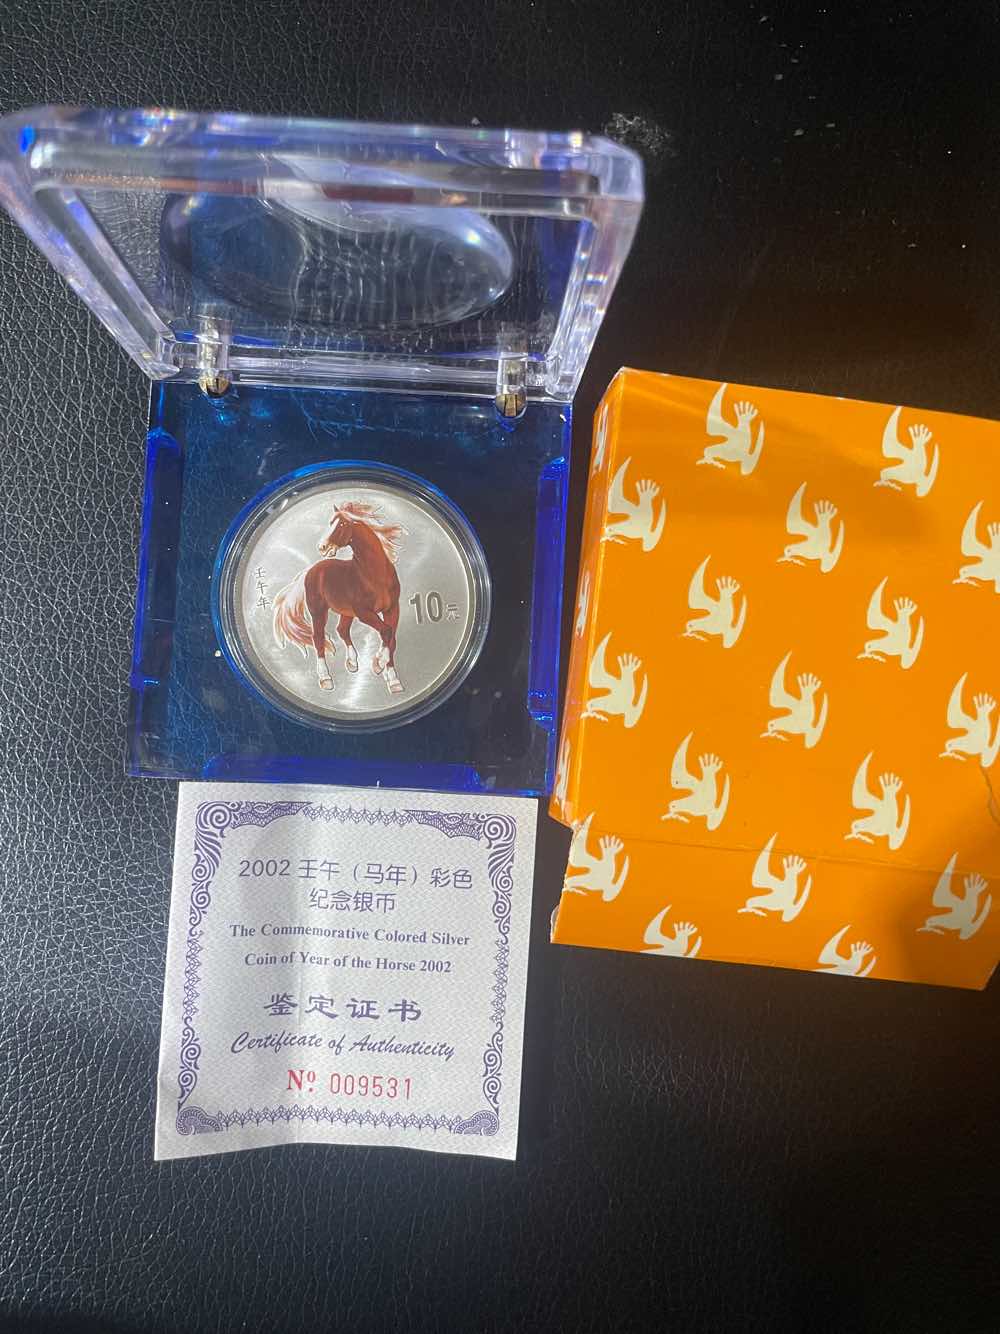 壬午年
10元
2002 壬午（马年）彩色
纪念银币
The Commemorative Colored Silver
Coin of Year of the Horse 2002
鉴定证书
Certificate of Authenticity
Nº 009531